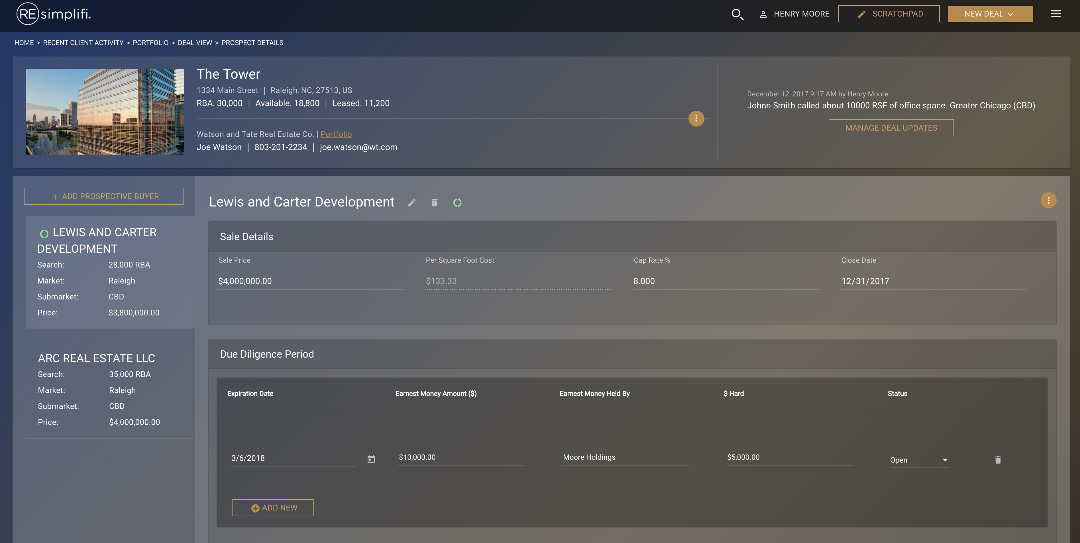 REsimplifi.
HENRY MOORE
SCRATCHPAD
NEW DEAL
HOME > RECENT CLIENT ACTIVITY > PORTFOLIO > DEAL VIEW > PROSPECT DETAILS
The Tower
1334 Main Street | Raleigh, NC, 27513, US
RBA: 30,000 | Available: 18,800 | Leased: 11,200
Watson and Tate Real Estate Co. | Portfolio
Joe Watson | 803-201-2234 | joe.watson@wt.com
December 12, 2017 9:17 AM by Henry Moore
Johne Smith called about 10000 RSF of office space. Greater Chicago (CBD)
MANAGE DEAL UPDATES
+ ADD PROSPECTIVE BUYER
LEWIS AND CARTER
DEVELOPMENT
Search: 28,000 RBA
Market: Raleigh
Submarket: CBD
Price: $3,800,000.00
ARC REAL ESTATE LLC
Search: 35,000 RBA
Market: Raleigh
Submarket: CBD
Price: $4,000,000.00
Lewis and Carter Development
Sale Details
Sale Price Per Square Foot Cost Cap Rate % Close Date
$4,000,000.00 $133.33 8.000 12/31/2017
Due Diligence Period
Expiration Date Earnest Money Amount ($) Earnest Money Held By $ Hard Status
3/6/2018 $10,000.00 Moore Holdings $5,000.00 Open
ADD NEW